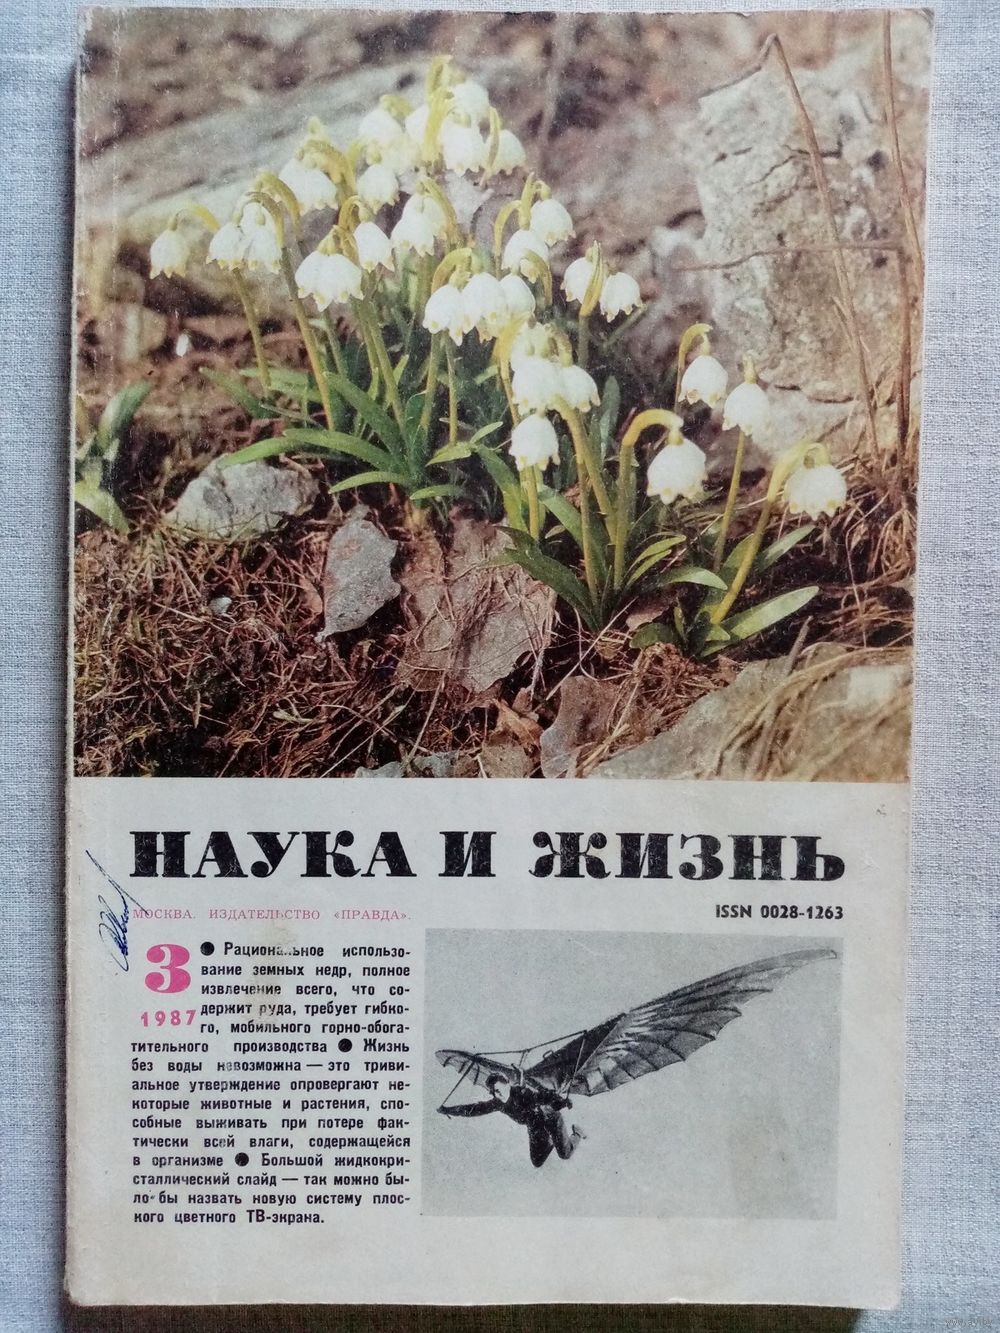 НАУКА И ЖИЗНЬ
МОСКВА. ИЗДАТЕЛЬСТВО «ПРАВДА».
ISSN 0028-1263
3
1987
● Рациональное использо-
вание земных недр, полное
извлечение всего, что со-
держит руда, требует гибко-
го, мобильного горно-обога-
тительного производства ● Жизнь
без воды невозможна — это триви-
альное утверждение опровергают не-
которые животные и растения, спо-
собные выживать при потере фак-
тически всей влаги, содержащейся
в организме ● Большой жидкокри-
сталлический слайд — так можно бы-
ло бы назвать новую систему плос-
кого цветного ТВ-экрана.